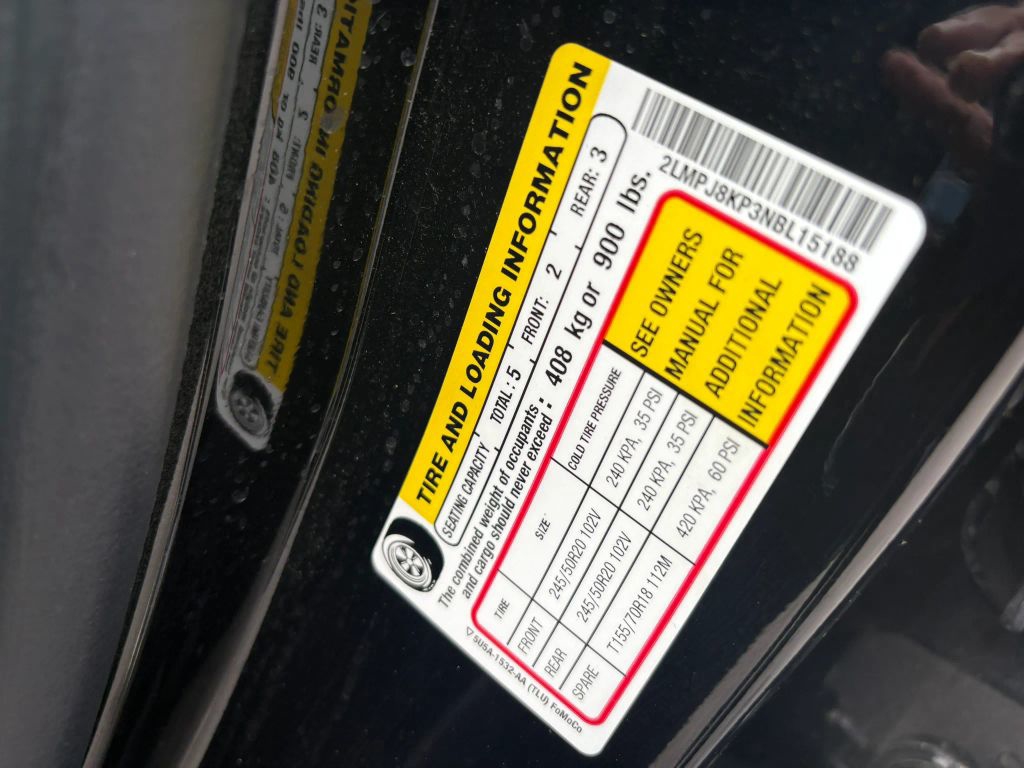 TIRE AND LOADING INFORMATION
SEATING CAPACITY TOTAL: 5 FRONT: 2 REAR: 3
The combined weight of occupants
and cargo should never exceed: 408 kg or 900 lbs.
TIRE SIZE COLD TIRE PRESSURE
FRONT 245/50R20 102V 240 KPA, 35 PSI
REAR 245/50R20 102V 240 KPA, 35 PSI
SPARE T155/70R18 112M 420 KPA, 60 PSI
SEE OWNERS
MANUAL FOR
ADDITIONAL
INFORMATION
2LMPJ8KP3NBL15188
5U5A-1532-AA (TLU) FoMoCo